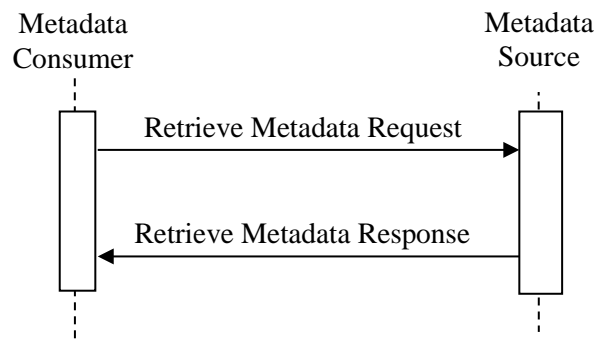 Metadata
Consumer
Metadata
Source
Retrieve Metadata Request
Retrieve Metadata Response